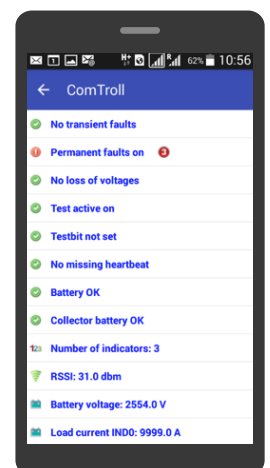 H+ R 62% 10:56
← ComTroll
No transient faults
Permanent faults on 3
No loss of voltages
Test active on
Testbit not set
No missing heartbeat
Battery OK
Collector battery OK
123 Number of indicators: 3
RSSI: 31.0 dbm
Battery voltage: 2554.0 V
Load current IND0: 9999.0 A